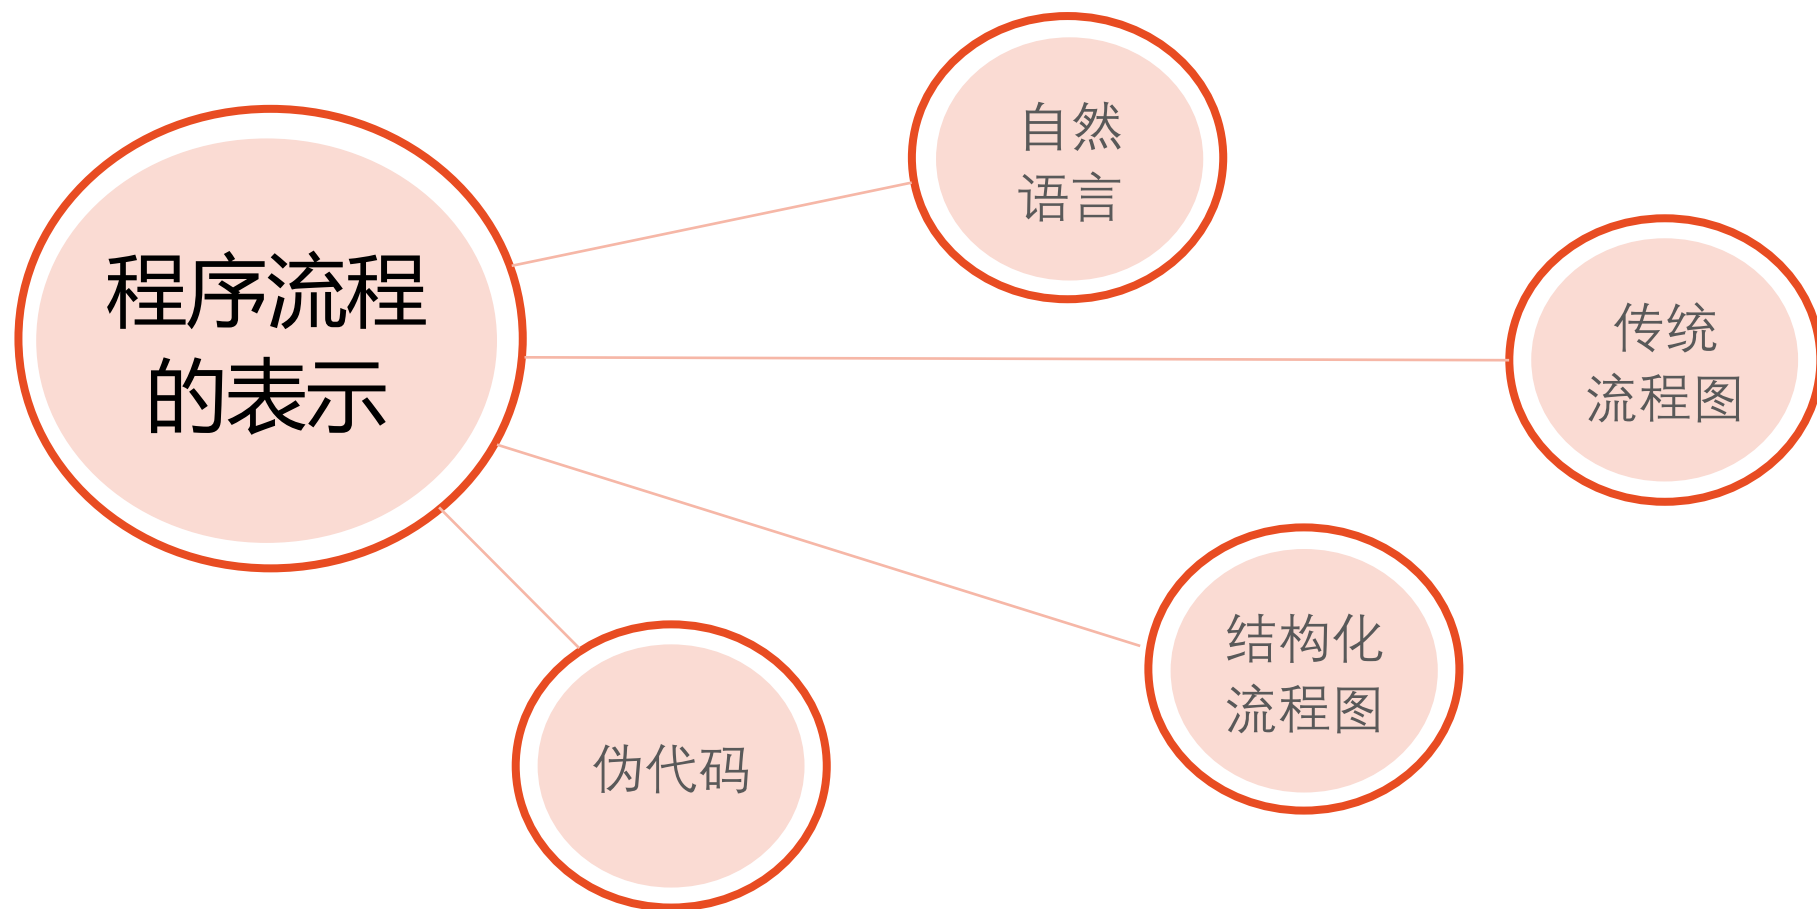 程序流程
的表示
自然
语言
传统
流程图
结构化
流程图
伪代码